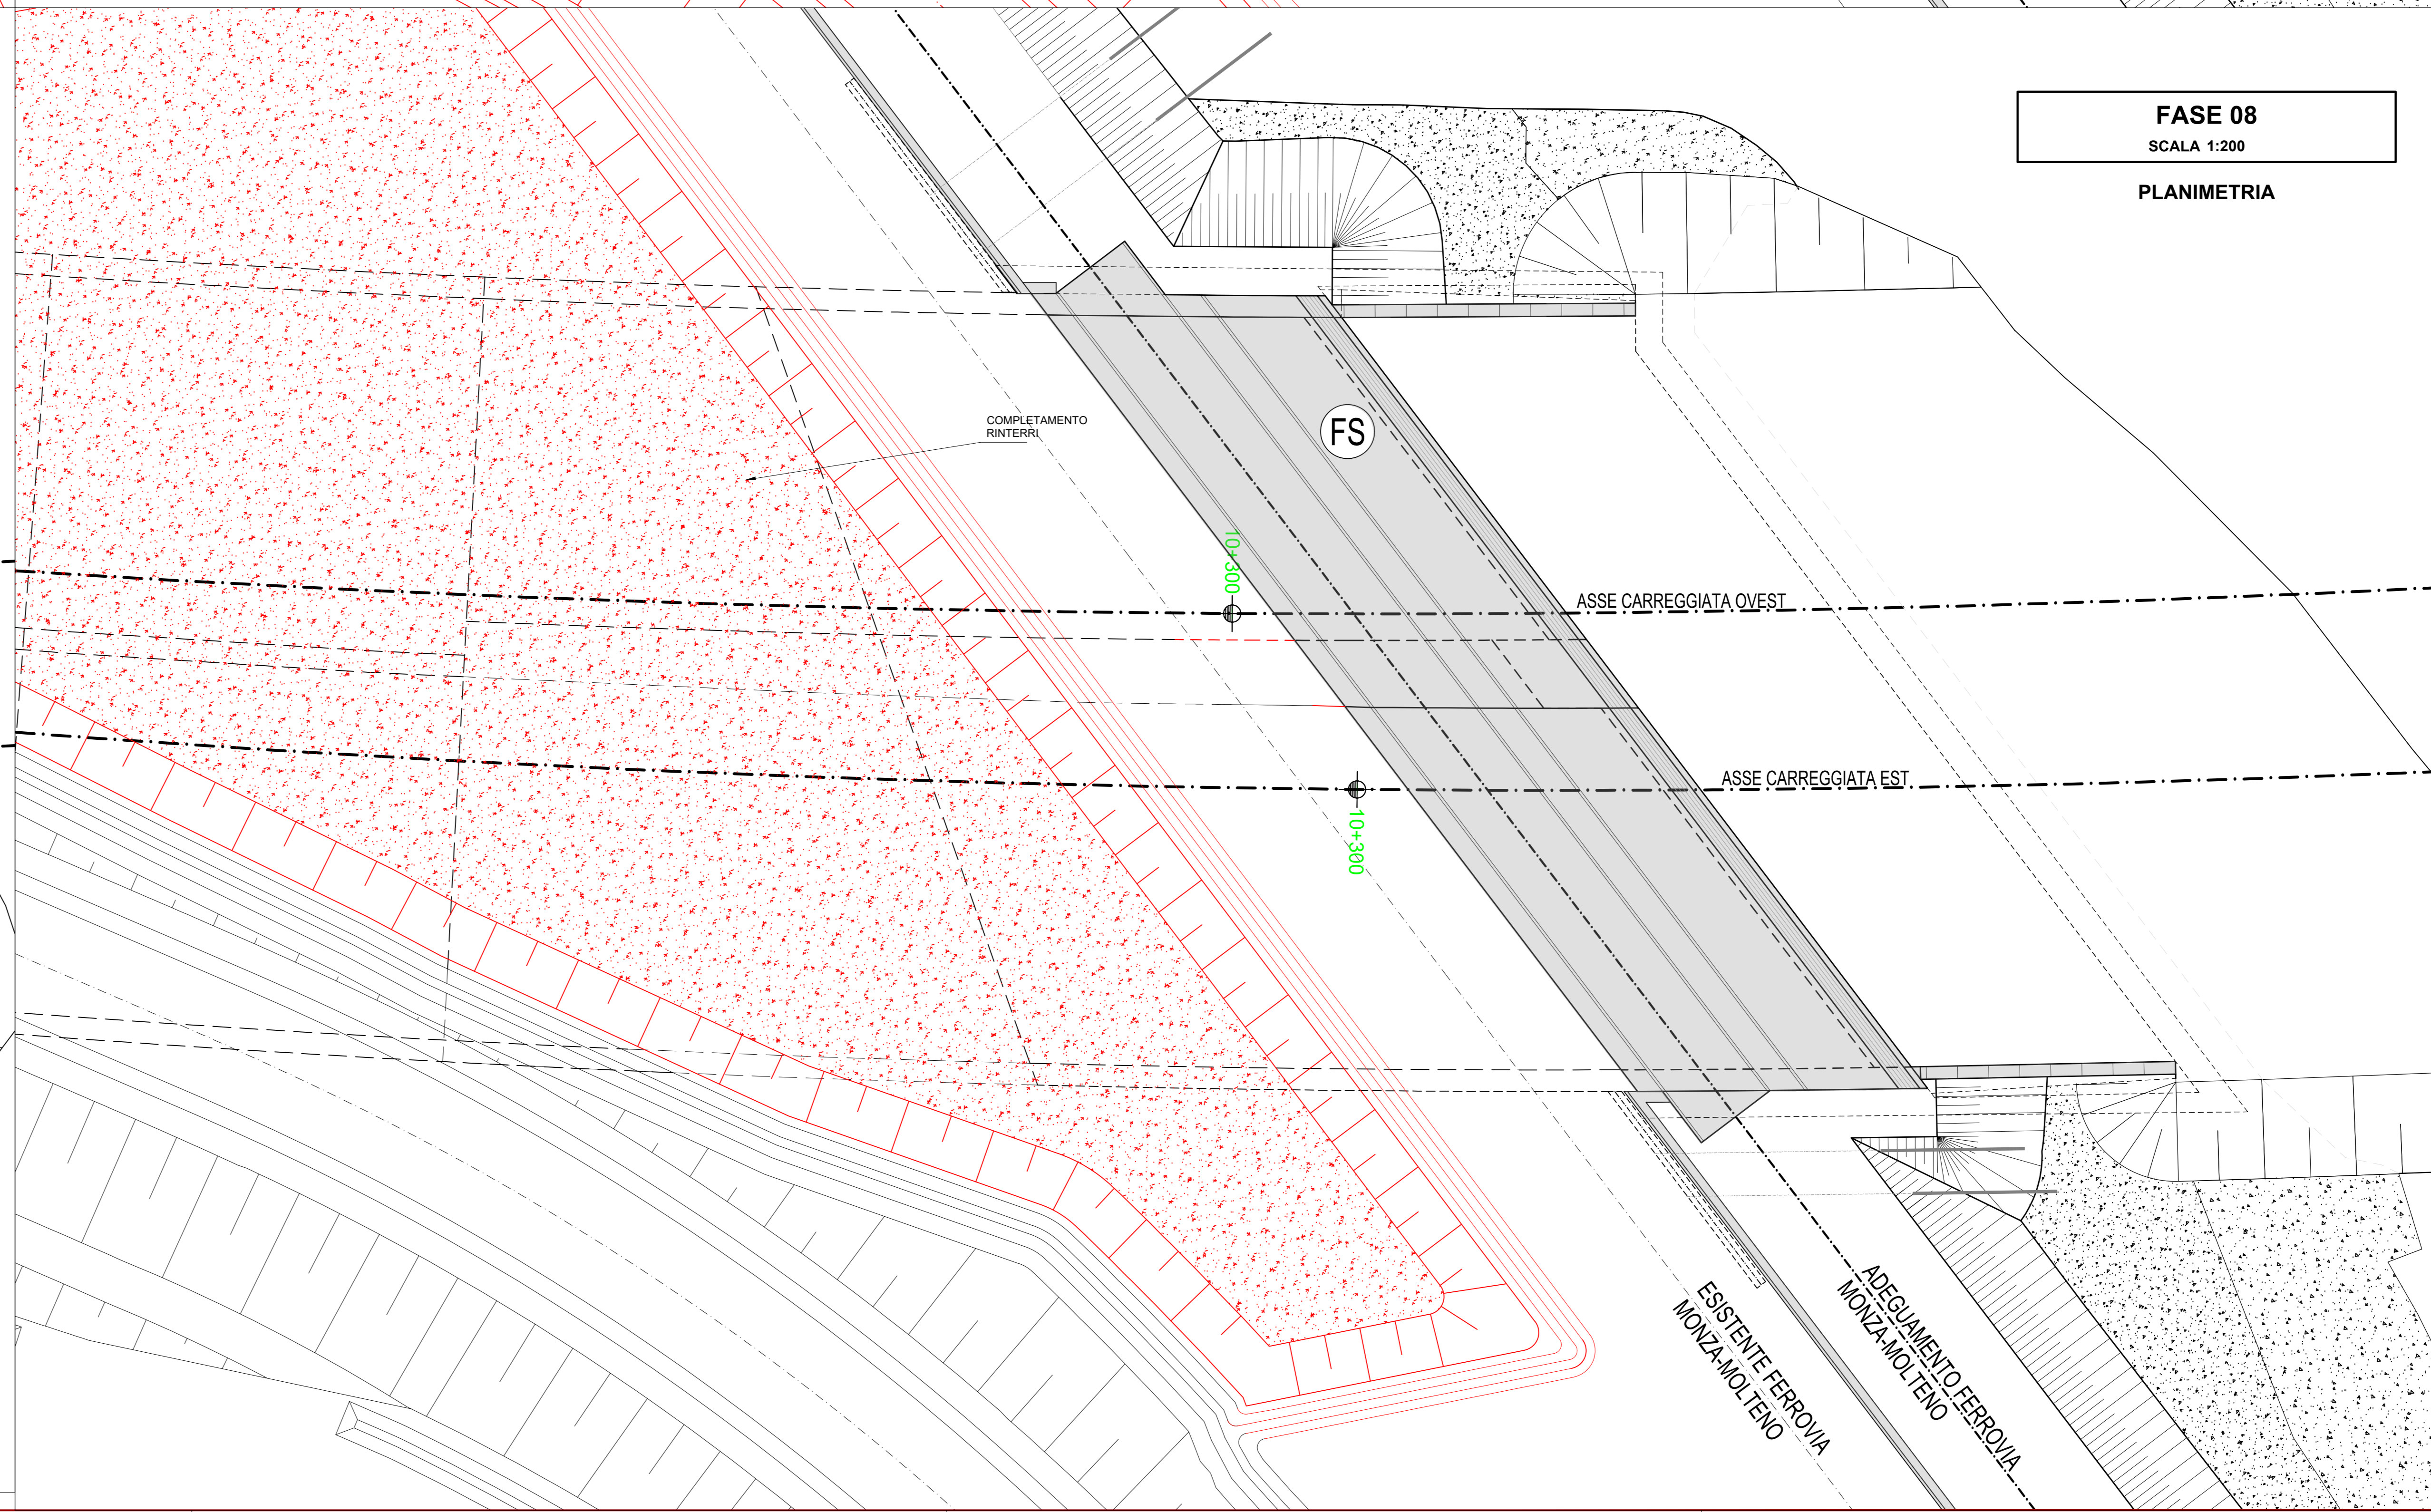 FASE 08
SCALA 1:200
PLANIMETRIA
COMPLETAMENTO
RINTERRI
FS
10+300
ASSE CARREGGIATA OVEST
ASSE CARREGGIATA EST
10+300
ESISTENTE FERROVIA
MONZA-MOLTENO
ADEGUAMENTO FERROVIA
MONZA-MOLTENO